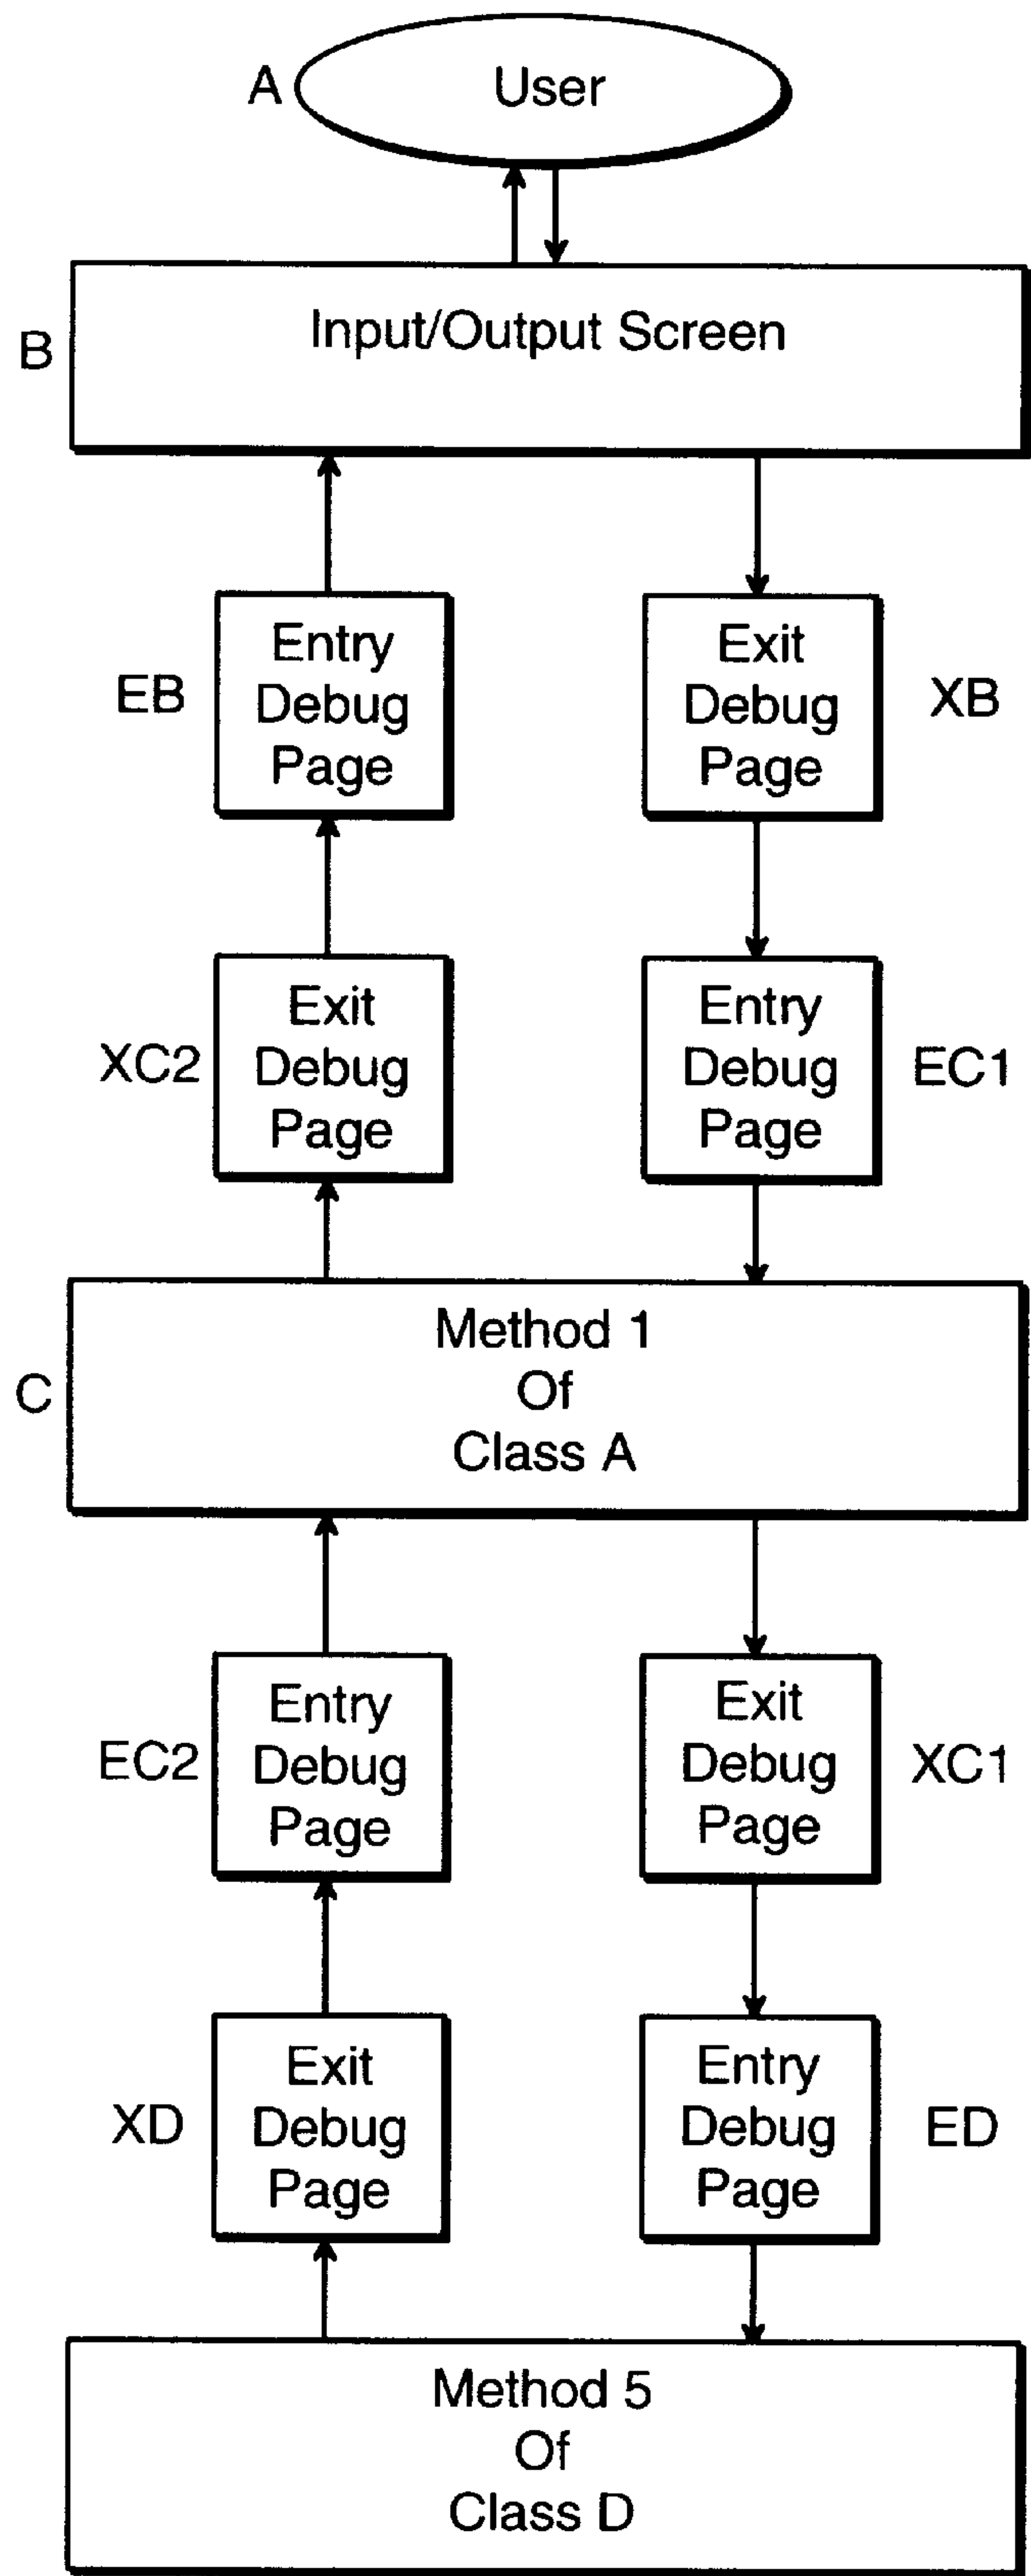 A
User
B
Input/Output Screen
EB
Entry
Debug
Page
Exit
Debug
Page
XB
XC2
Exit
Debug
Page
Entry
Debug
Page
EC1
C
Method 1
Of
Class A
EC2
Entry
Debug
Page
Exit
Debug
Page
XC1
XD
Exit
Debug
Page
Entry
Debug
Page
ED
Method 5
Of
Class D